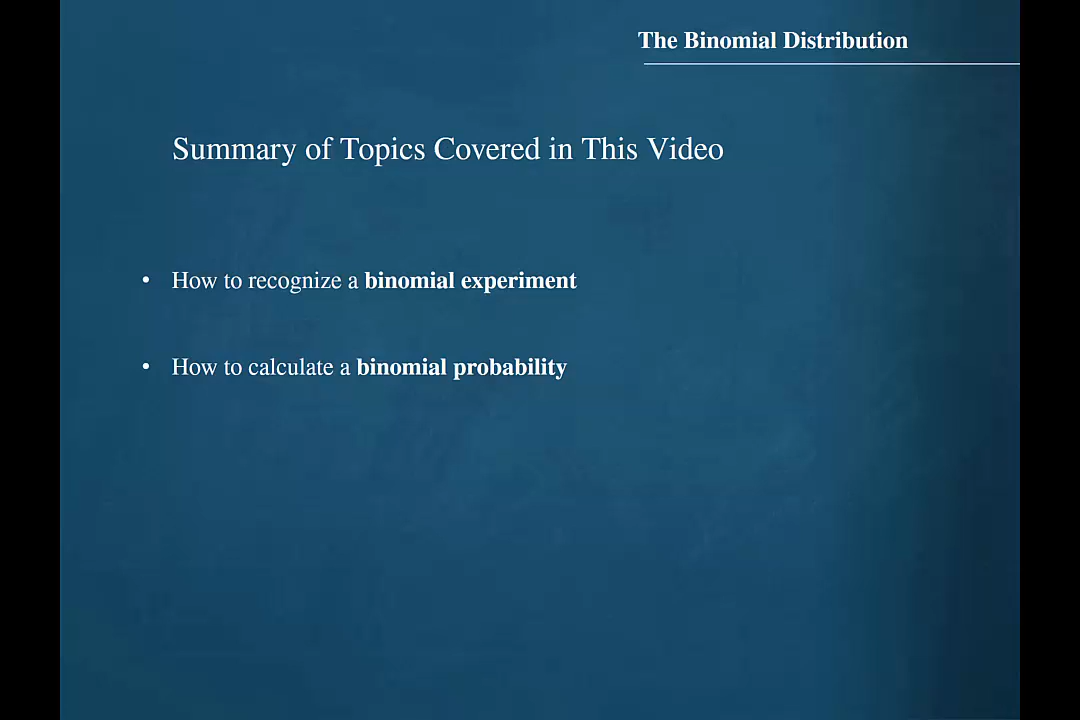 The Binomial Distribution
Summary of Topics Covered in This Video
• How to recognize a binomial experiment
• How to calculate a binomial probability